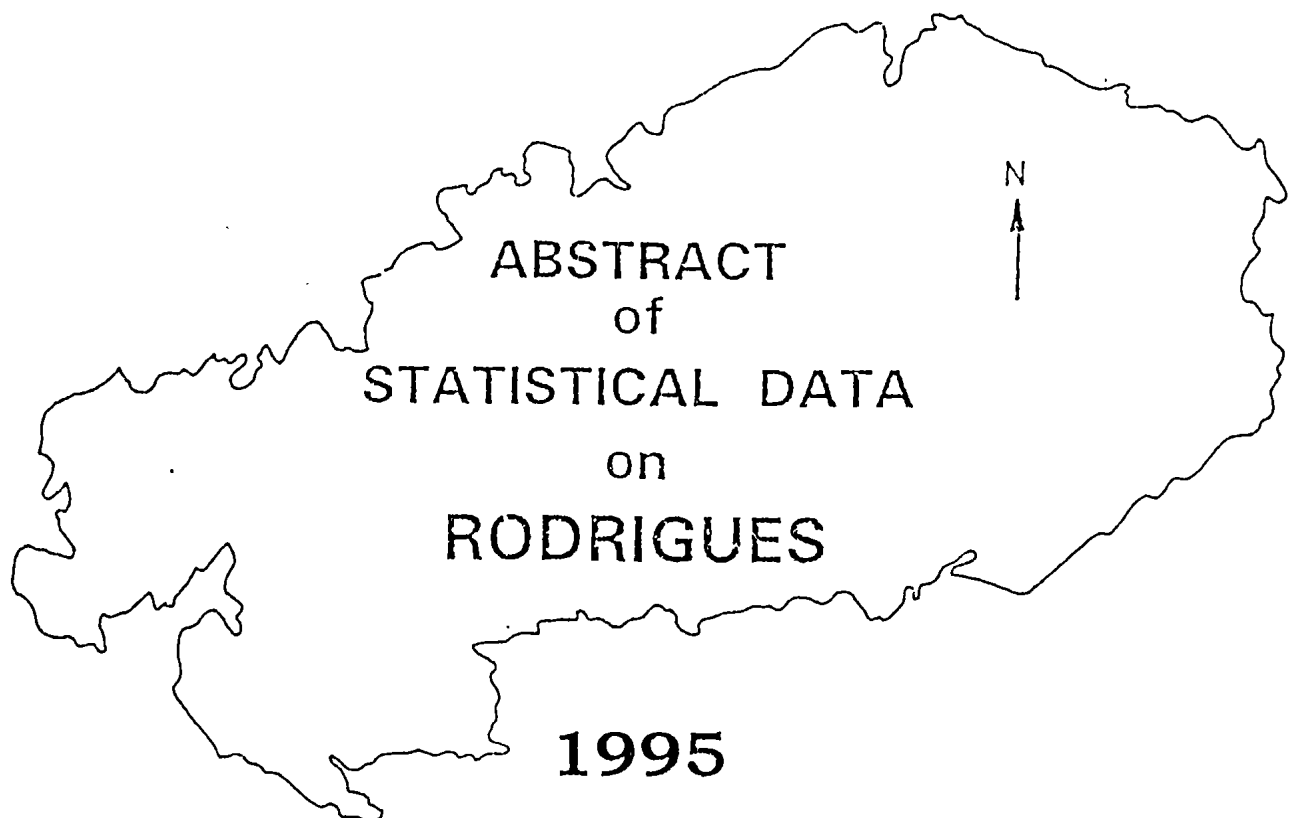 N
ABSTRACT
of
STATISTICAL DATA
on
RODRIGUES
1995